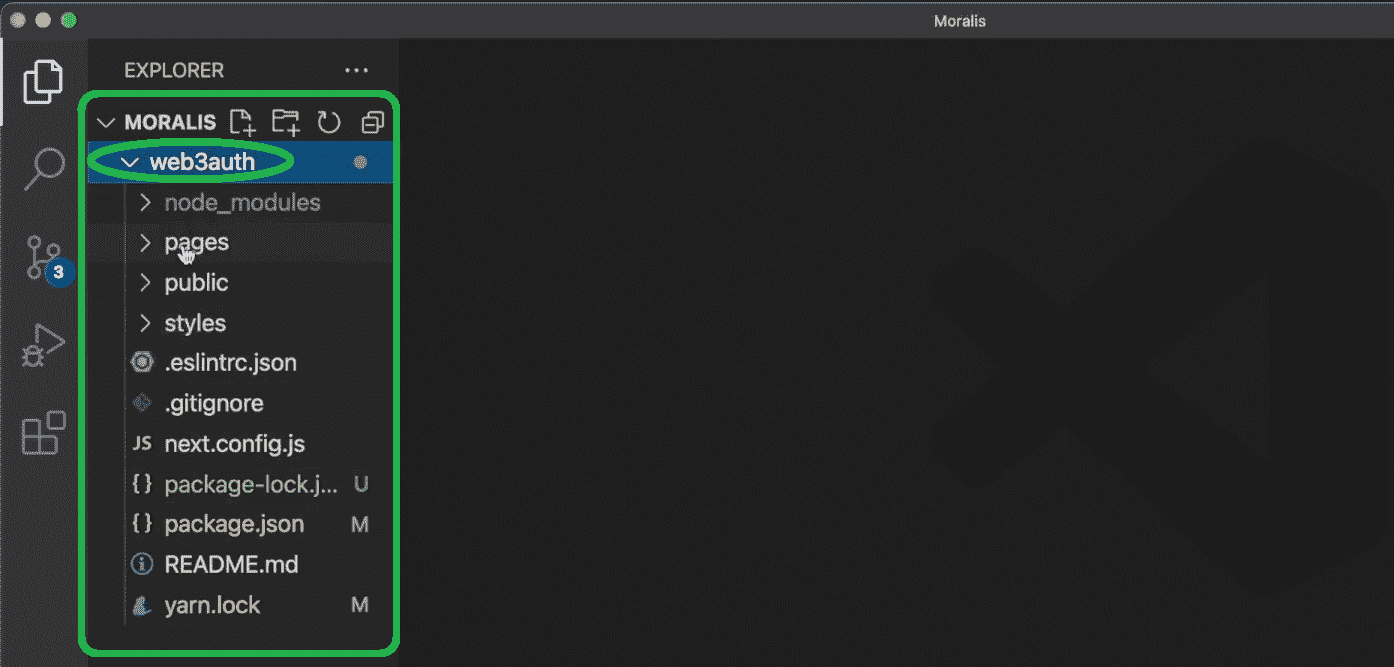 Moralis
EXPLORER
MORALIS
web3auth
node_modules
pages
public
styles
.eslintrc.json
.gitignore
JS next.config.js
{} package-lock.j... U
{} package.json M
README.md
yarn.lock M
3